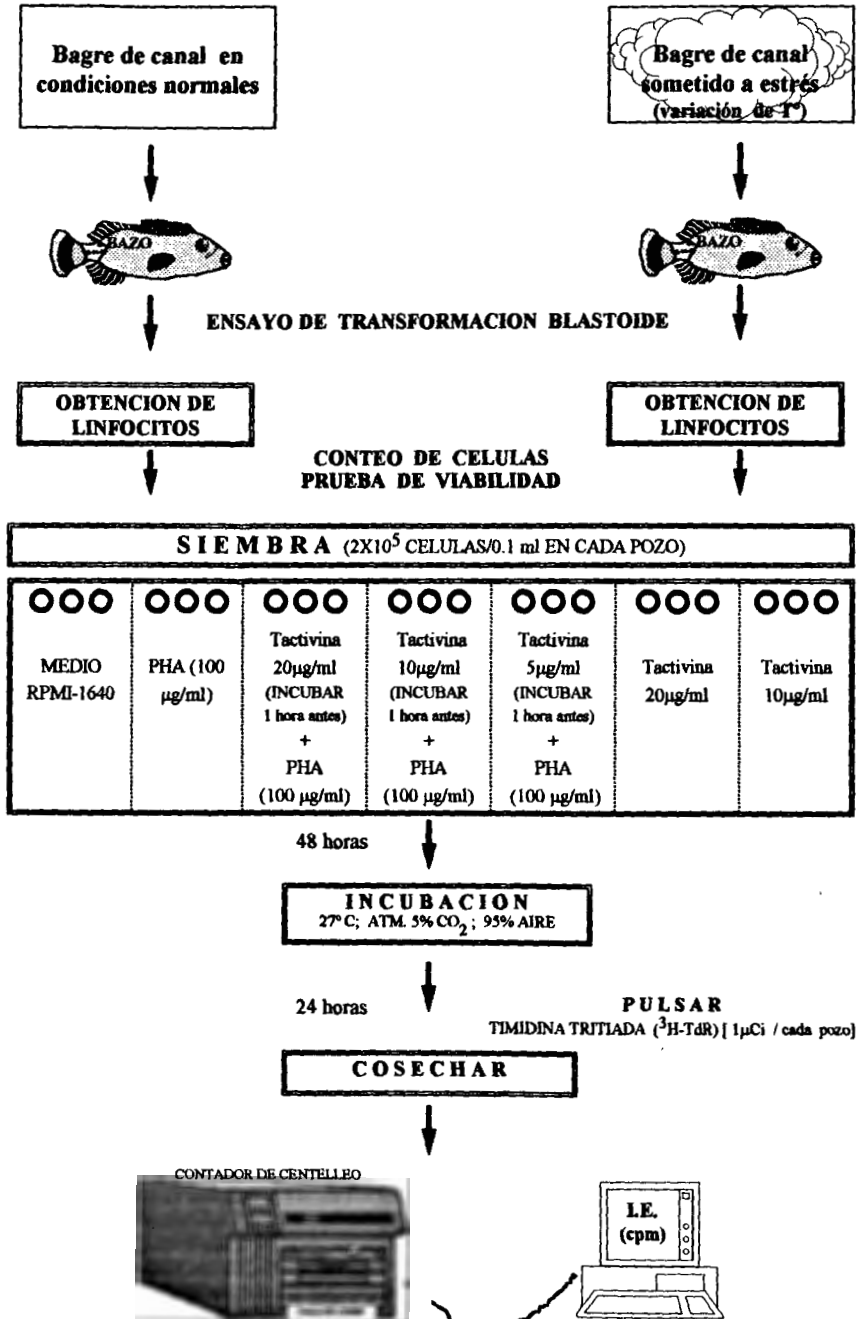 Bagre de canal en
condiciones normales
Bagre de canal
sometido a estrés
(variación de T°)
BAZO
BAZO
ENSAYO DE TRANSFORMACION BLASTOIDE
OBTENCION DE
LINFOCITOS
OBTENCION DE
LINFOCITOS
CONTEO DE CELULAS
PRUEBA DE VIABILIDAD
SIEMBRA (2X10⁵ CELULAS/0.1 ml EN CADA POZO)
MEDIO
RPMI-1640
PHA (100
µg/ml)
Tactivina
20µg/ml
(INCUBAR
1 hora antes)
+
PHA
(100 µg/ml)
Tactivina
10µg/ml
(INCUBAR
1 hora antes)
+
PHA
(100 µg/ml)
Tactivina
5µg/ml
(INCUBAR
1 hora antes)
+
PHA
(100 µg/ml)
Tactivina
20µg/ml
Tactivina
10µg/ml
48 horas
INCUBACION
27° C; ATM. 5% CO₂ ; 95% AIRE
24 horas
PULSAR
TIMIDINA TRITIADA (³H-TdR) [ 1µCi / cada pozo]
COSECHAR
CONTADOR DE CENTELLEO
I.E.
(cpm)